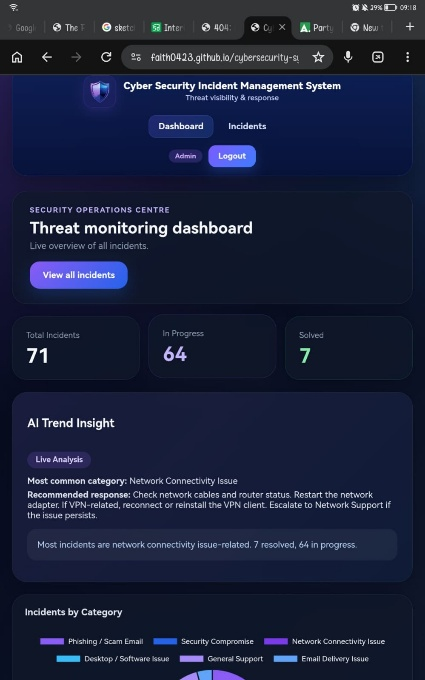 29%
09:18
Googl
The T
sketc
Inter
404:
Cy
Party
New t
faith0423.github.io/cybersecurity-sy
Cyber Security Incident Management System
Threat visibility & response
Dashboard Incidents
Admin Logout
SECURITY OPERATIONS CENTRE
Threat monitoring dashboard
Live overview of all incidents.
View all incidents
Total Incidents
71
In Progress
64
Solved
7
AI Trend Insight
Live Analysis
Most common category: Network Connectivity Issue
Recommended response: Check network cables and router status. Restart the network
adapter. If VPN-related, reconnect or reinstall the VPN client. Escalate to Network Support if
the issue persists.
Most incidents are network connectivity issue-related. 7 resolved, 64 in progress.
Incidents by Category
Phishing / Scam Email Security Compromise Network Connectivity Issue
Desktop / Software Issue General Support Email Delivery Issue